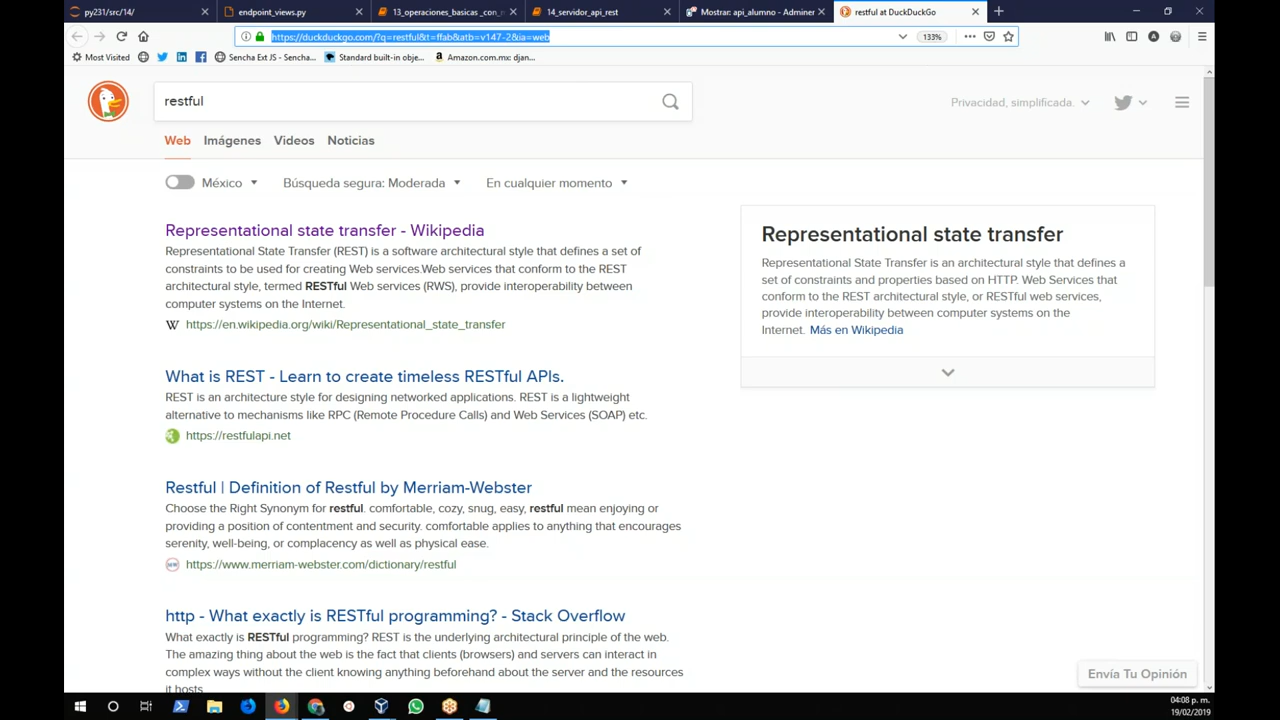 py231/src/14/
endpoint_views.py
13_operaciones_basicas _con_m
14_servidor_api_rest
Mostrar: api_alumno - Adminer
restful at DuckDuckGo
https://duckduckgo.com/?q=restful&t=ffab&atb=v147-2&ia=web
133%
Most Visited
Sencha Ext JS - Sencha...
Standard built-in obje...
Amazon.com.mx: djan...
restful
Privacidad, simplificada.
Web
Imágenes
Videos
Noticias
México
Búsqueda segura: Moderada
En cualquier momento
Representational state transfer - Wikipedia
Representational State Transfer (REST) is a software architectural style that defines a set of
constraints to be used for creating Web services.Web services that conform to the REST
architectural style, termed RESTful Web services (RWS), provide interoperability between
computer systems on the Internet.
W https://en.wikipedia.org/wiki/Representational_state_transfer
What is REST - Learn to create timeless RESTful APIs.
REST is an architecture style for designing networked applications. REST is a lightweight
alternative to mechanisms like RPC (Remote Procedure Calls) and Web Services (SOAP) etc.
https://restfulapi.net
Restful | Definition of Restful by Merriam-Webster
Choose the Right Synonym for restful. comfortable, cozy, snug, easy, restful mean enjoying or
providing a position of contentment and security. comfortable applies to anything that encourages
serenity, well-being, or complacency as well as physical ease.
https://www.merriam-webster.com/dictionary/restful
http - What exactly is RESTful programming? - Stack Overflow
What exactly is RESTful programming? REST is the underlying architectural principle of the web.
The amazing thing about the web is the fact that clients (browsers) and servers can interact in
complex ways without the client knowing anything beforehand about the server and the resources
it hosts.
Representational state transfer
Representational State Transfer is an architectural style that defines a
set of constraints and properties based on HTTP. Web Services that
conform to the REST architectural style, or RESTful web services,
provide interoperability between computer systems on the
Internet. Más en Wikipedia
Envía Tu Opinión
04:08 p. m.
19/02/2019